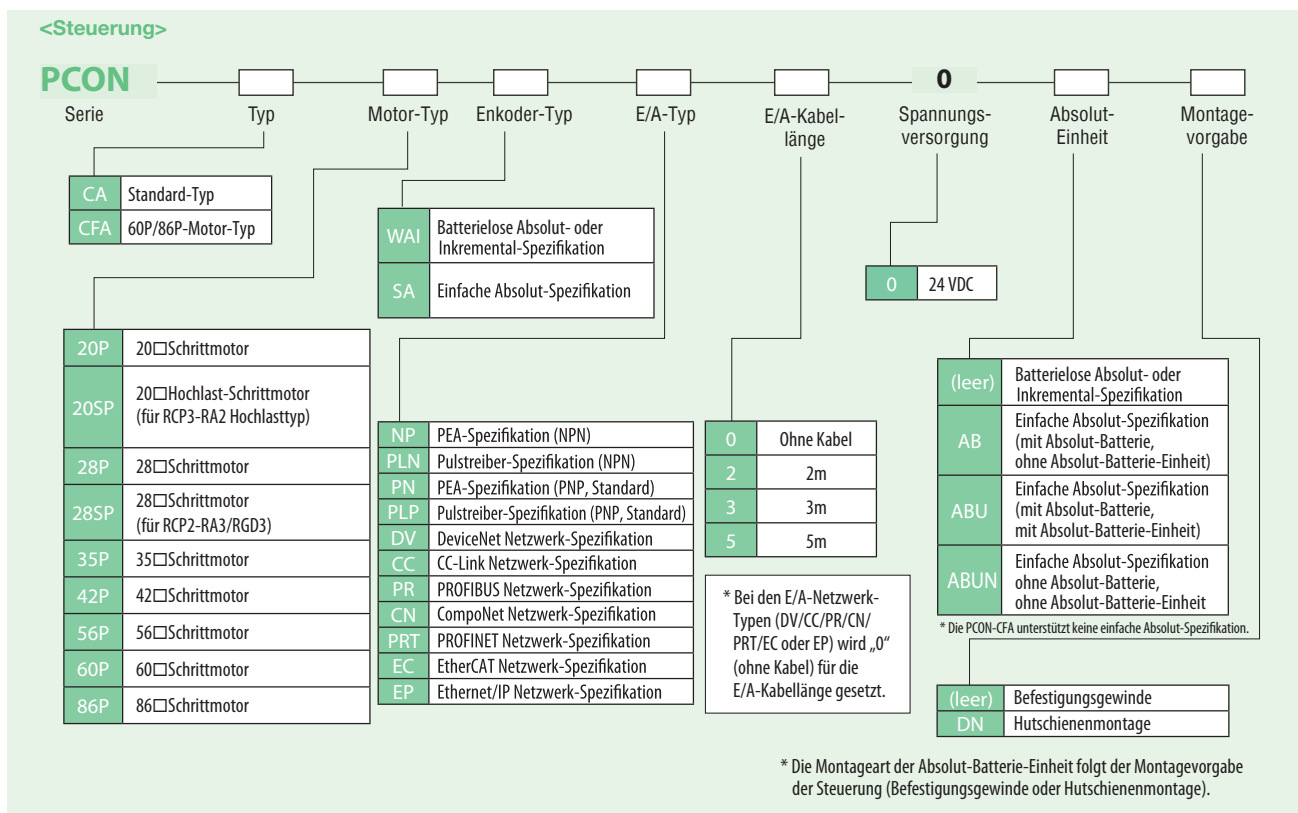 <Steuerung>
PCON
0
Serie
Typ
Motor-Typ
Enkoder-Typ
E/A-Typ
E/A-Kabel-
länge
Spannungs-
versorgung
Absolut-
Einheit
Montage-
vorgabe
CA Standard-Typ
CFA 60P/86P-Motor-Typ
20P 20□Schrittmotor
20SP 20□Hochlast-Schrittmotor
(für RCP3-RA2 Hochlasttyp)
28P 28□Schrittmotor
28SP 28□Schrittmotor
(für RCP2-RA3/RGD3)
35P 35□Schrittmotor
42P 42□Schrittmotor
56P 56□Schrittmotor
60P 60□Schrittmotor
86P 86□Schrittmotor
WAI Batterielose Absolut- oder
Inkremental-Spezifikation
SA Einfache Absolut-Spezifikation
NP PEA-Spezifikation (NPN)
PLN Pulstreiber-Spezifikation (NPN)
PN PEA-Spezifikation (PNP, Standard)
PLP Pulstreiber-Spezifikation (PNP, Standard)
DV DeviceNet Netzwerk-Spezifikation
CC CC-Link Netzwerk-Spezifikation
PR PROFIBUS Netzwerk-Spezifikation
CN CompoNet Netzwerk-Spezifikation
PRT PROFINET Netzwerk-Spezifikation
EC EtherCAT Netzwerk-Spezifikation
EP Ethernet/IP Netzwerk-Spezifikation
0 Ohne Kabel
2 2m
3 3m
5 5m
* Bei den E/A-Netzwerk-
Typen (DV/CC/PR/CN/
PRT/EC oder EP) wird „0“
(ohne Kabel) für die
E/A-Kabellänge gesetzt.
0 24 VDC
(leer) Batterielose Absolut- oder
Inkremental-Spezifikation
AB Einfache Absolut-Spezifikation
(mit Absolut-Batterie,
ohne Absolut-Batterie-Einheit)
ABU Einfache Absolut-Spezifikation
(mit Absolut-Batterie,
mit Absolut-Batterie-Einheit)
ABUN Einfache Absolut-Spezifikation
ohne Absolut-Batterie,
ohne Absolut-Batterie-Einheit
* Die PCON-CFA unterstützt keine einfache Absolut-Spezifikation.
(leer) Befestigungsgewinde
DN Hutschienenmontage
* Die Montageart der Absolut-Batterie-Einheit folgt der Montagevorgabe
der Steuerung (Befestigungsgewinde oder Hutschienenmontage).